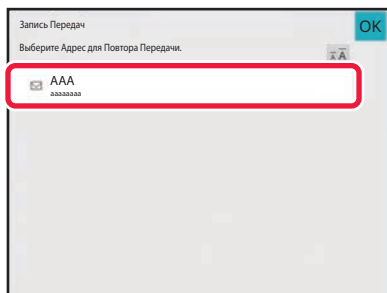 Запись Передач
OK
Выберите Адрес для Повтора Передачи.
AAA
aaaaaaaa